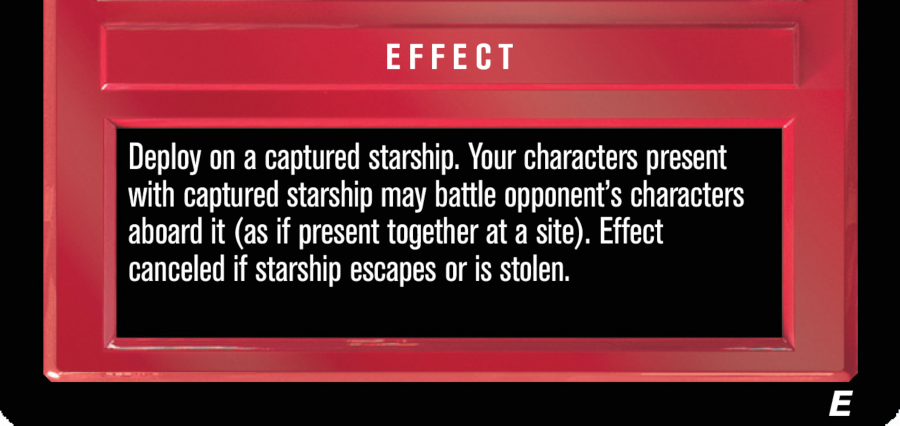 EFFECT
Deploy on a captured starship. Your characters present
with captured starship may battle opponent’s characters
aboard it (as if present together at a site). Effect
canceled if starship escapes or is stolen.
E